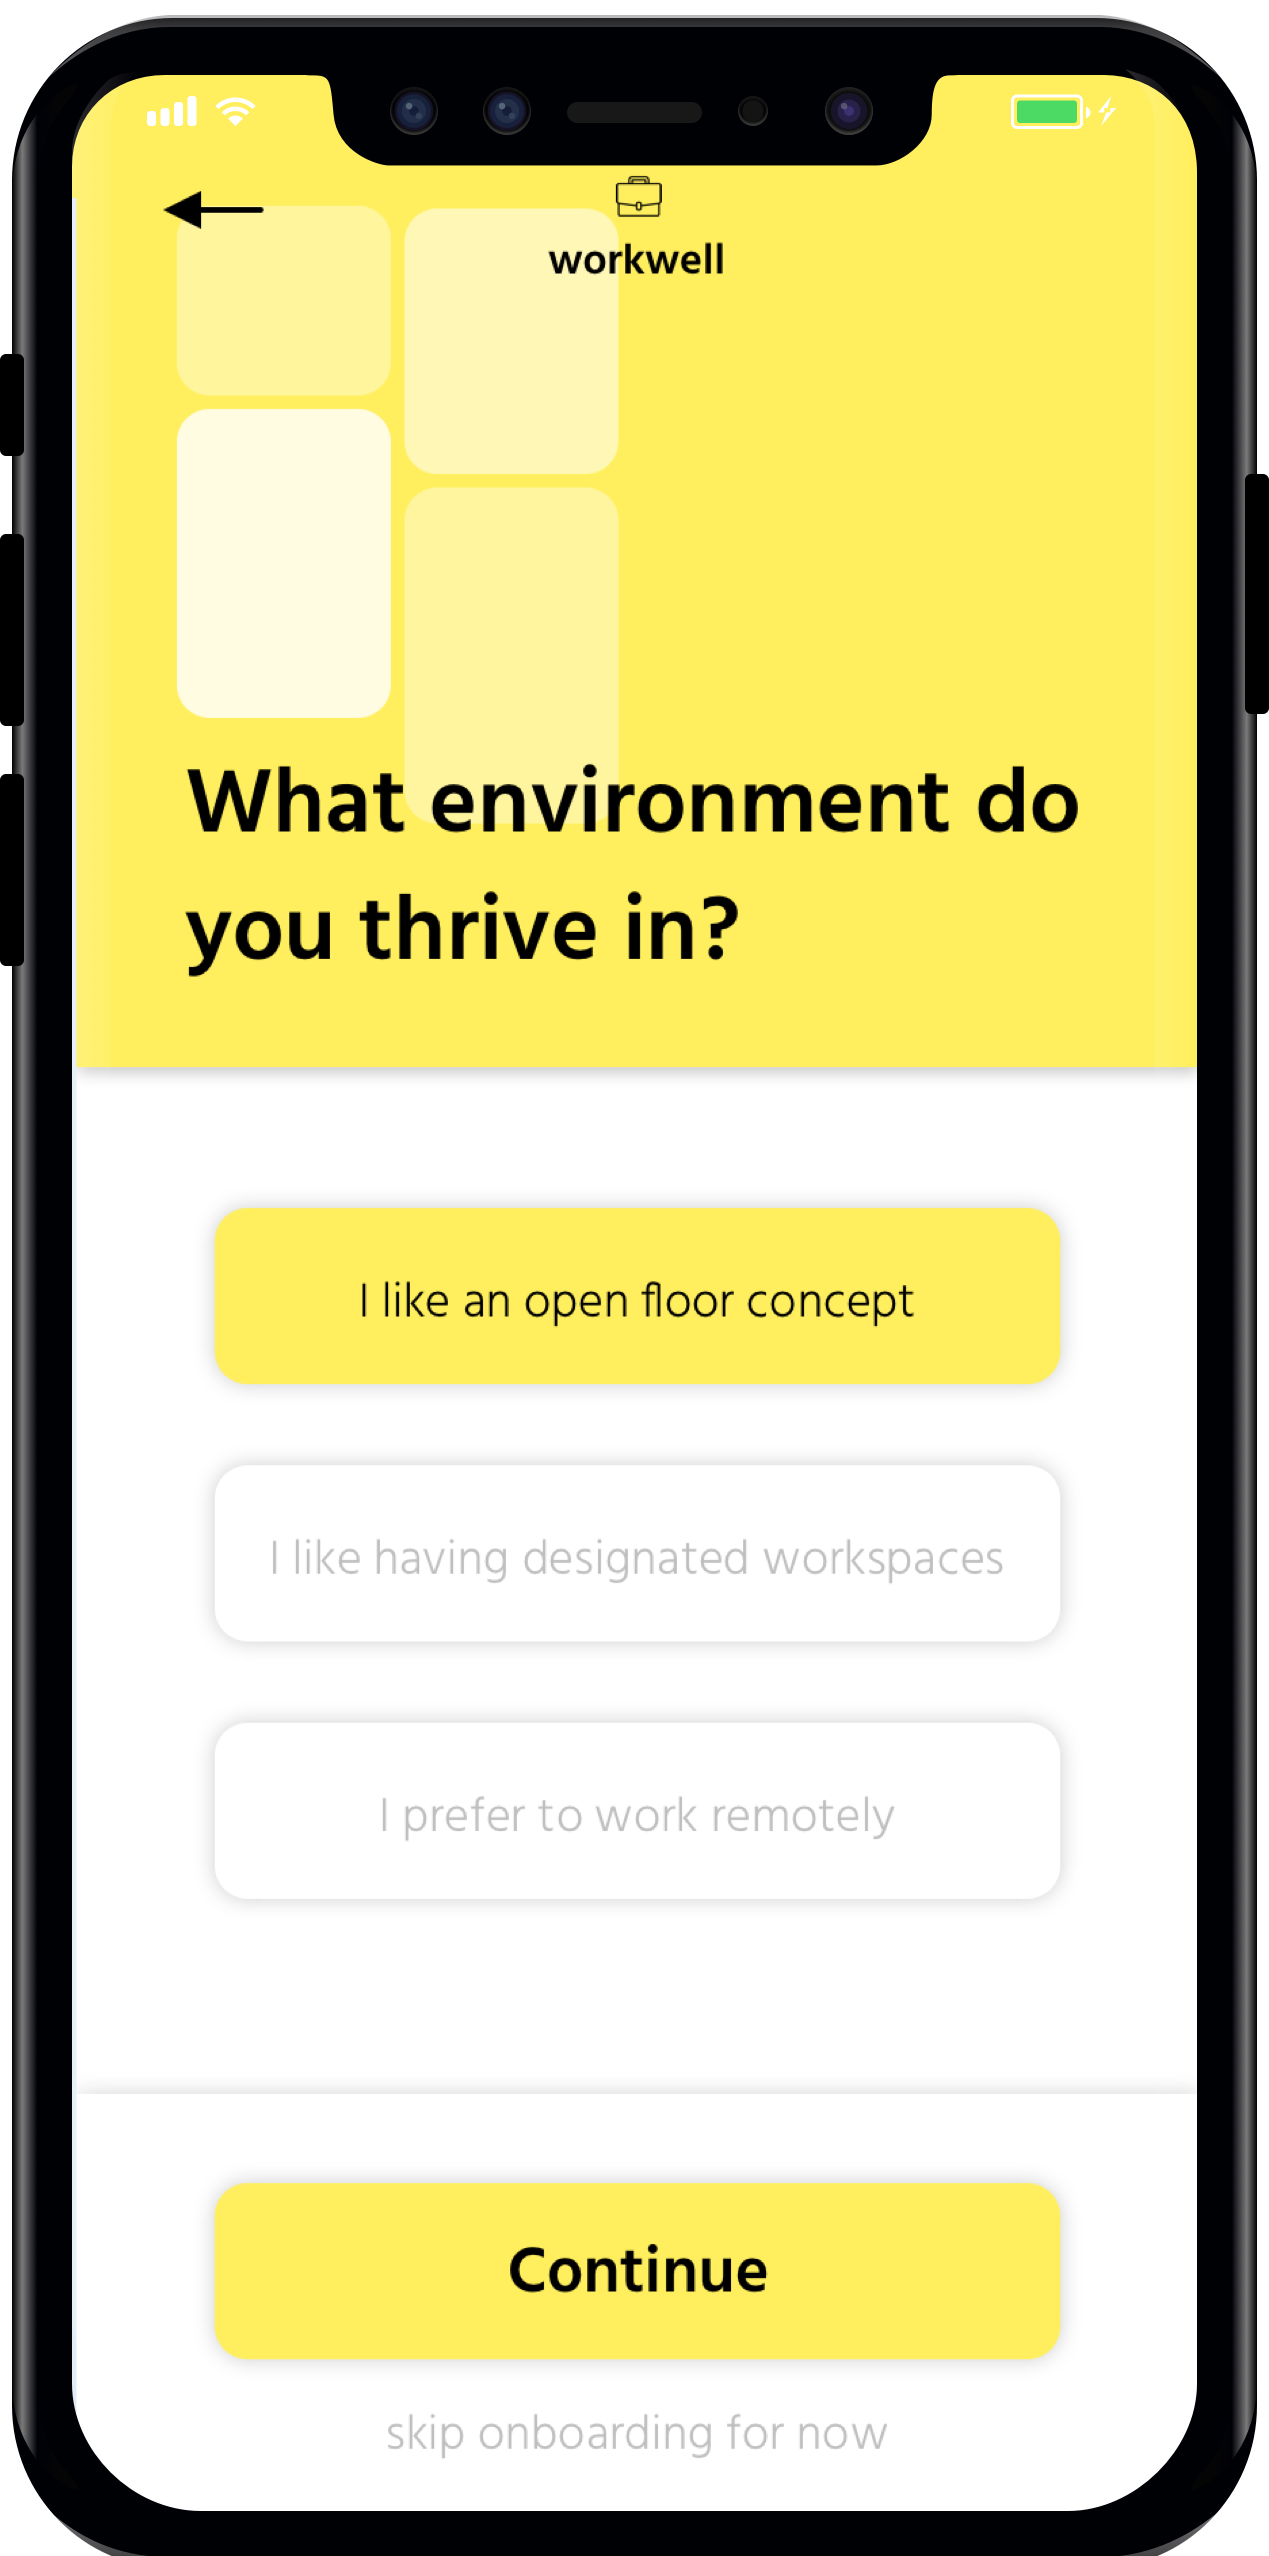 workwell
What environment do
you thrive in?
I like an open floor concept
I like having designated workspaces
I prefer to work remotely
Continue
skip onboarding for now